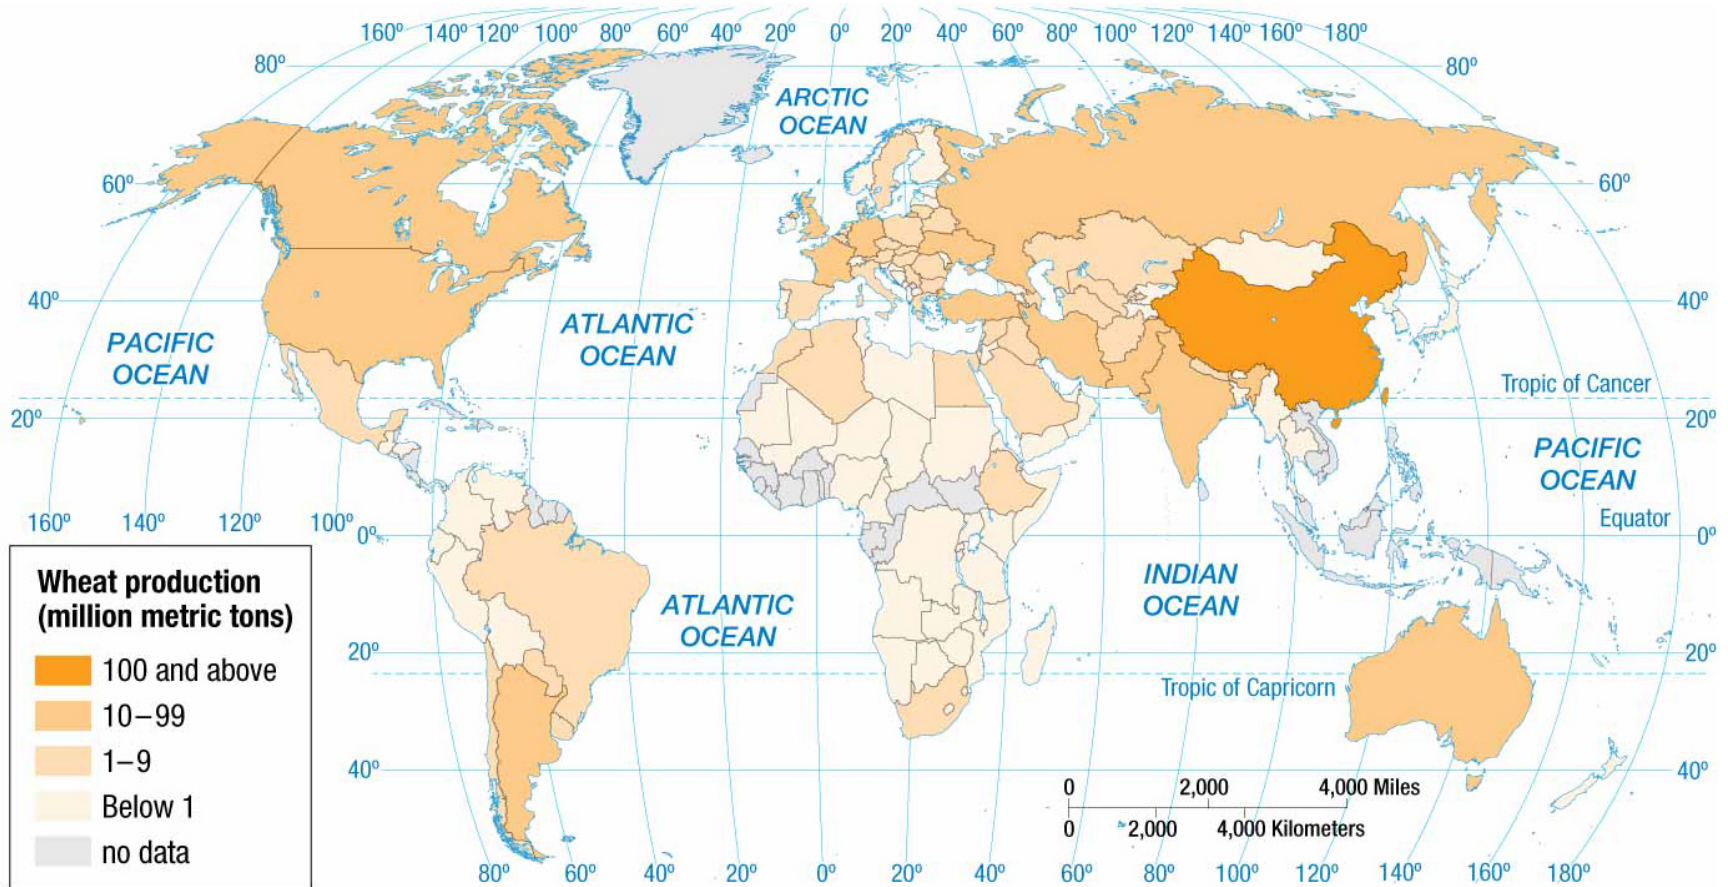 160º 140º 120º 100º 80º 60º 40º 20º 0º 20º 40º 60º 80º 100º 120º 140º 160º 180º
80º 80º
ARCTIC
OCEAN
60º 60º
40º 40º
ATLANTIC
OCEAN
PACIFIC
OCEAN
Tropic of Cancer
20º 20º
PACIFIC
OCEAN
160º 140º 120º 100º
Equator
0º 0º
INDIAN
OCEAN
ATLANTIC
OCEAN
20º 20º
Tropic of Capricorn
40º 40º
Wheat production
(million metric tons)
100 and above
10–99
1–9
Below 1
no data
0 2,000 4,000 Miles
0 2,000 4,000 Kilometers
80º 60º 40º 20º 0º 20º 40º 60º 80º 100º 120º 140º 160º 180º